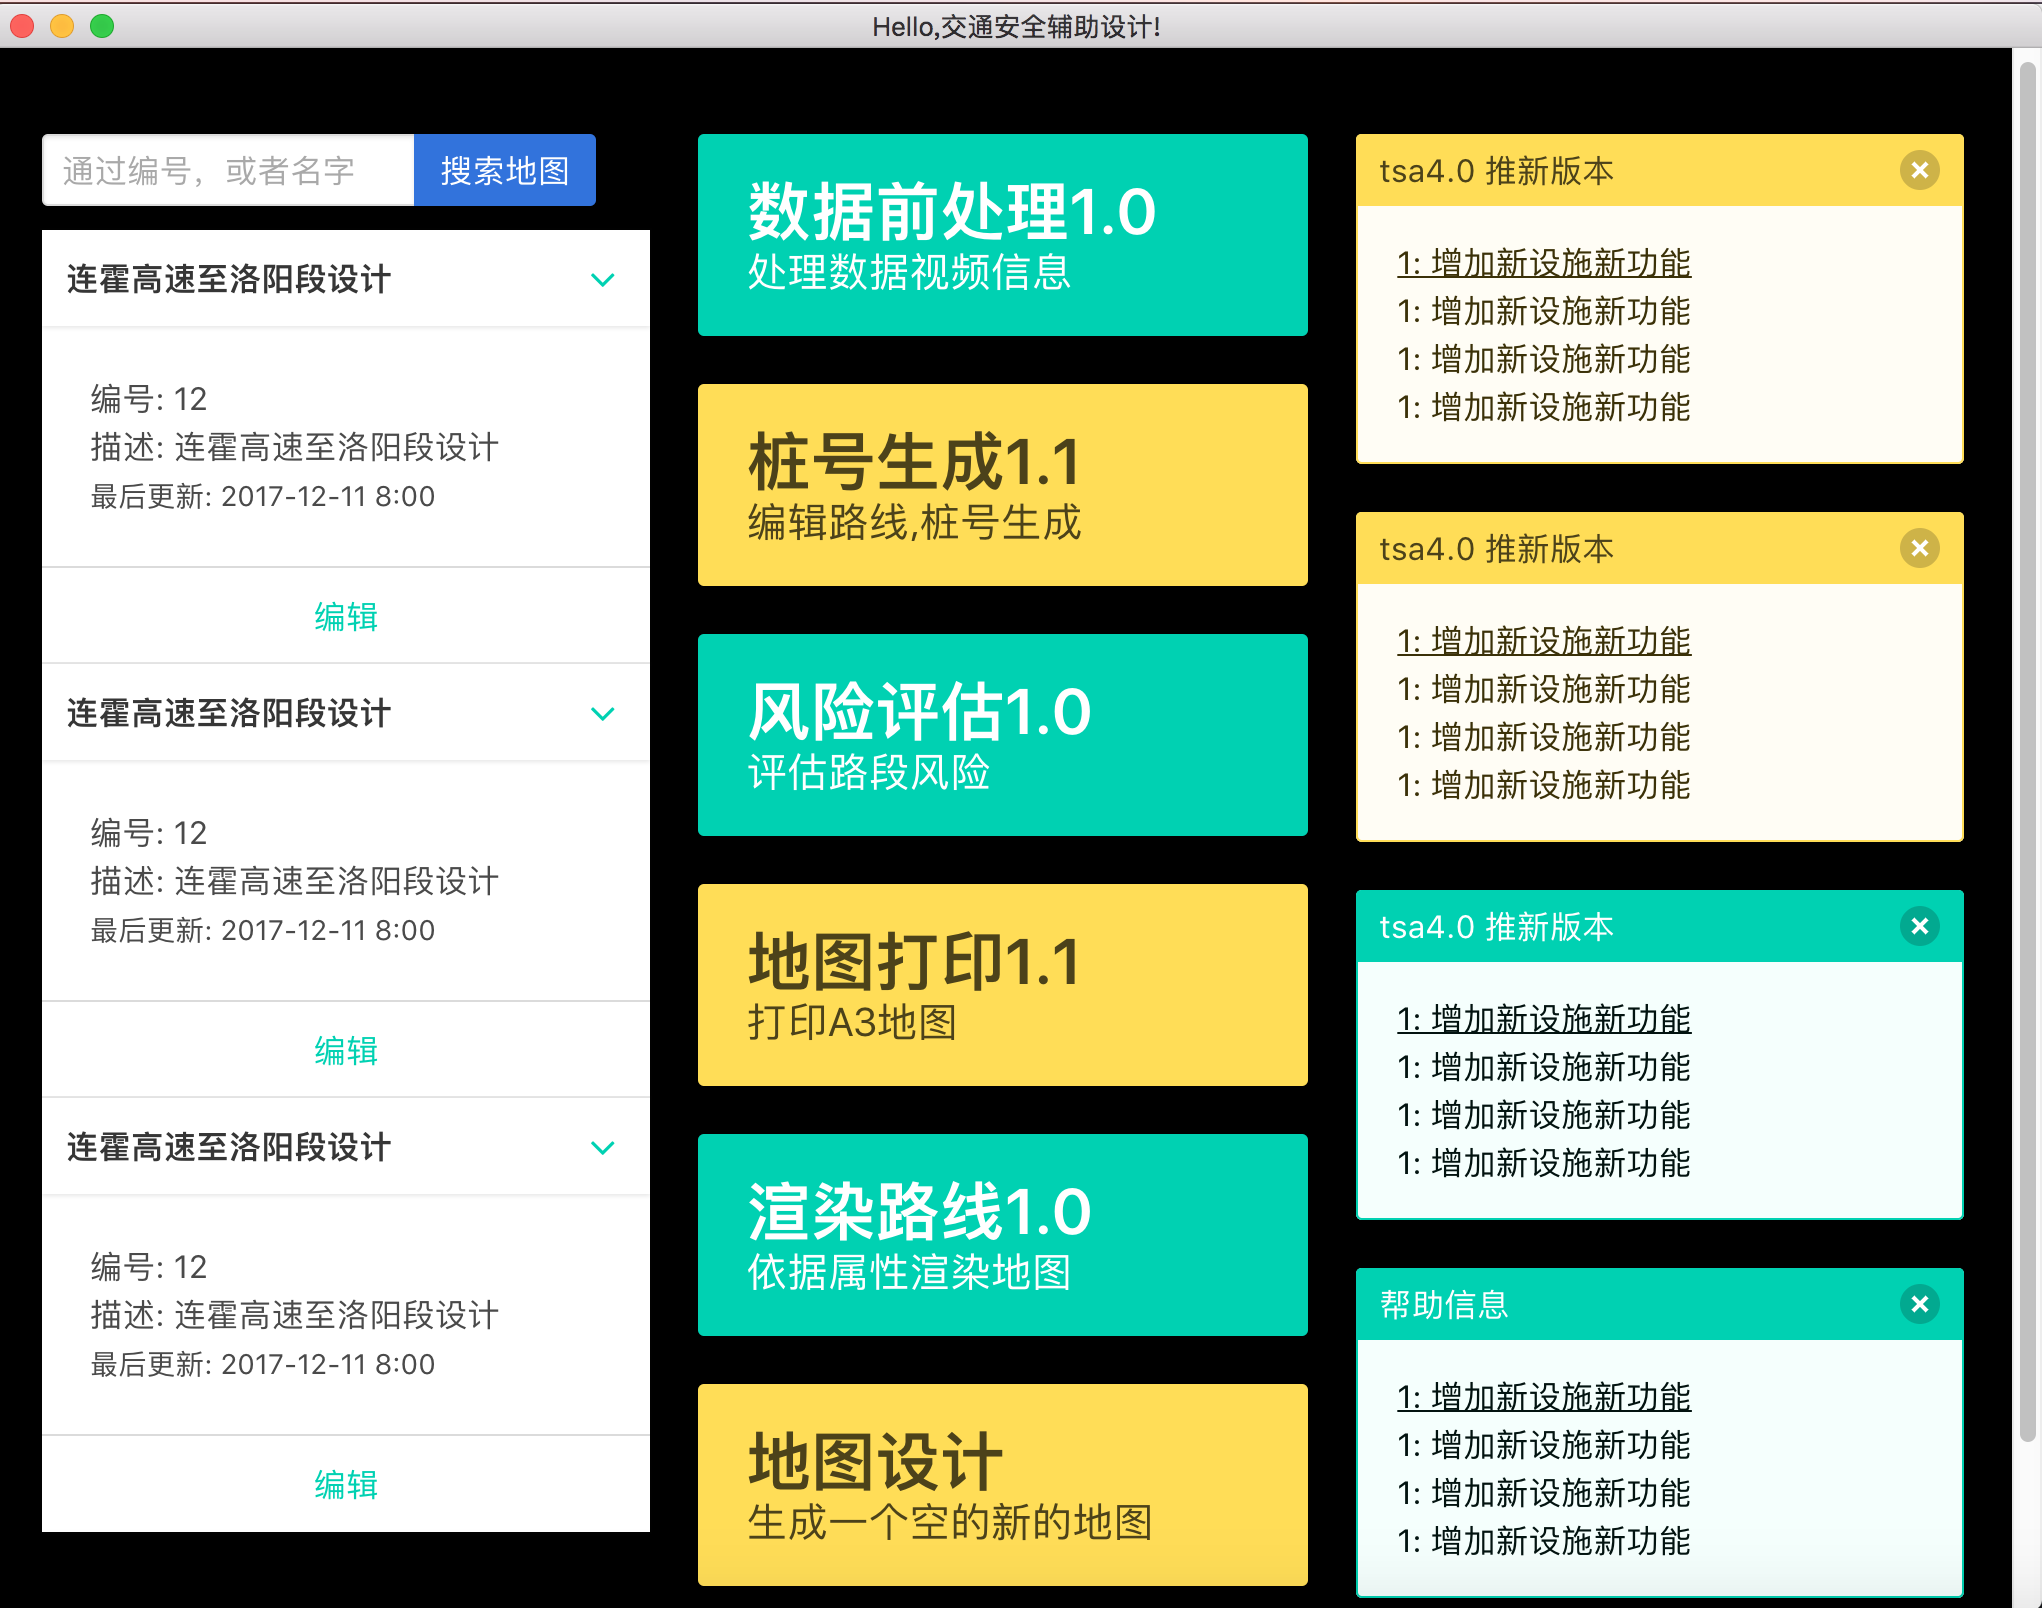 Hello,交通安全辅助设计!
通过编号，或者名字
搜索地图
连霍高速至洛阳段设计
编号: 12
描述: 连霍高速至洛阳段设计
最后更新: 2017-12-11 8:00
编辑
连霍高速至洛阳段设计
编号: 12
描述: 连霍高速至洛阳段设计
最后更新: 2017-12-11 8:00
编辑
连霍高速至洛阳段设计
编号: 12
描述: 连霍高速至洛阳段设计
最后更新: 2017-12-11 8:00
编辑
数据前处理1.0
处理数据视频信息
桩号生成1.1
编辑路线,桩号生成
风险评估1.0
评估路段风险
地图打印1.1
打印A3地图
渲染路线1.0
依据属性渲染地图
地图设计
生成一个空的新的地图
tsa4.0 推新版本
1: 增加新设施新功能
1: 增加新设施新功能
1: 增加新设施新功能
1: 增加新设施新功能
tsa4.0 推新版本
1: 增加新设施新功能
1: 增加新设施新功能
1: 增加新设施新功能
1: 增加新设施新功能
tsa4.0 推新版本
1: 增加新设施新功能
1: 增加新设施新功能
1: 增加新设施新功能
1: 增加新设施新功能
帮助信息
1: 增加新设施新功能
1: 增加新设施新功能
1: 增加新设施新功能
1: 增加新设施新功能